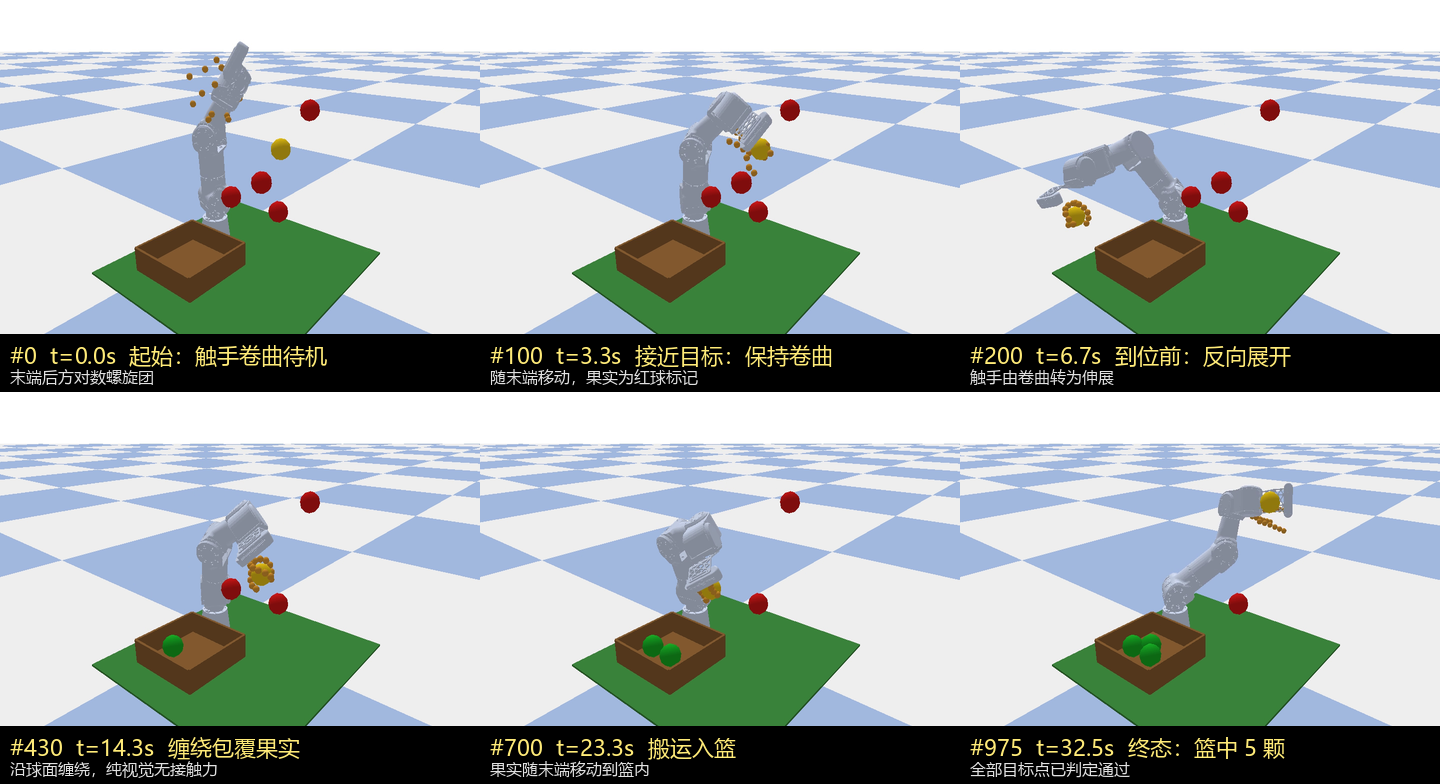 #0 t=0.0s 起始：触手卷曲待机
末端后方对数螺旋团
#100 t=3.3s 接近目标：保持卷曲
随末端移动，果实为红球标记
#200 t=6.7s 到位前：反向展开
触手由卷曲转为伸展
#430 t=14.3s 缠绕包覆果实
沿球面缠绕，纯视觉无接触力
#700 t=23.3s 搬运入篮
果实随末端移动到篮内
#975 t=32.5s 终态：篮中 5 颗
全部目标点已判定通过